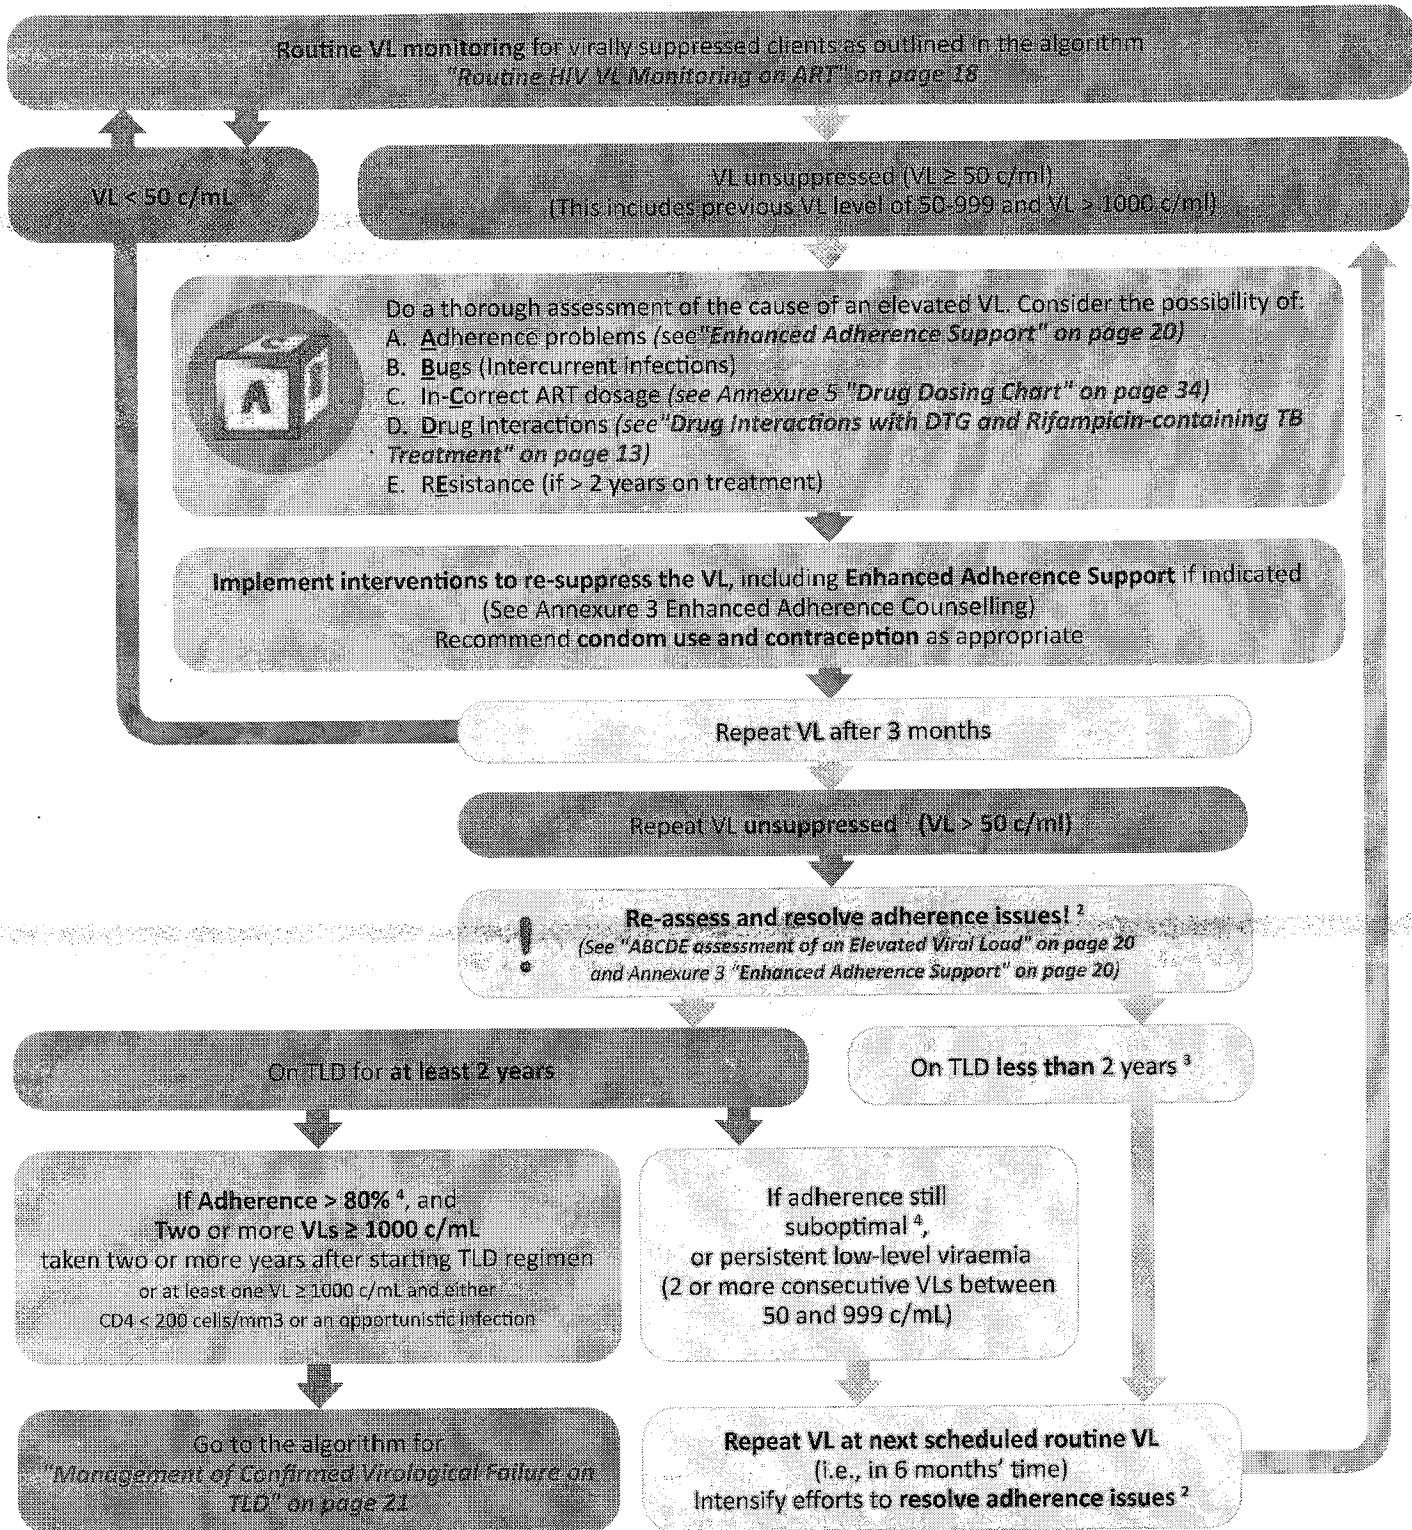 Routine VL monitoring for virally suppressed clients as outlined in the algorithm
"Routine HIV VL Monitoring on ART" on page 18
VL < 50 c/mL
VL unsuppressed (VL ≥ 50 c/ml)
(This includes previous VL level of 50-999 and VL > 1000 c/ml)
Do a thorough assessment of the cause of an elevated VL. Consider the possibility of:
A. Adherence problems (see "Enhanced Adherence Support" on page 20)
B. Bugs (Intercurrent infections)
C. In-Correct ART dosage (see Annexure 5 "Drug Dosing Chart" on page 34)
D. Drug Interactions (see "Drug Interactions with DTG and Rifampicin-containing TB
Treatment" on page 13)
E. REsistance (if > 2 years on treatment)
A
Implement interventions to re-suppress the VL, including Enhanced Adherence Support if indicated
(See Annexure 3 Enhanced Adherence Counselling)
Recommend condom use and contraception as appropriate
Repeat VL after 3 months
Repeat VL unsuppressed (VL > 50 c/ml)
!
Re-assess and resolve adherence issues! ²
(See "ABCDE assessment of an Elevated Viral Load" on page 20
and Annexure 3 "Enhanced Adherence Support" on page 20)
On TLD for at least 2 years
On TLD less than 2 years ³
If Adherence > 80% ⁴, and
Two or more VLs ≥ 1000 c/mL
taken two or more years after starting TLD regimen
or at least one VL ≥ 1000 c/mL and either
CD4 < 200 cells/mm3 or an opportunistic infection
If adherence still
suboptimal ⁴,
or persistent low-level viraemia
(2 or more consecutive VLs between
50 and 999 c/mL)
Go to the algorithm for
"Management of Confirmed Virological Failure on
TLD" on page 21
Repeat VL at next scheduled routine VL
(i.e., in 6 months' time)
Intensify efforts to resolve adherence issues ²